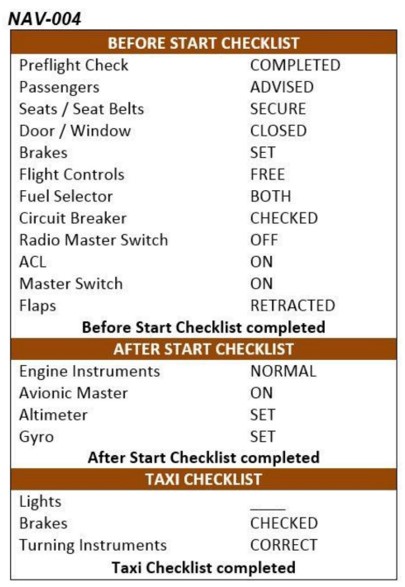 NAV-004
BEFORE START CHECKLIST
Preflight Check COMPLETED
Passengers ADVISED
Seats / Seat Belts SECURE
Door / Window CLOSED
Brakes SET
Flight Controls FREE
Fuel Selector BOTH
Circuit Breaker CHECKED
Radio Master Switch OFF
ACL ON
Master Switch ON
Flaps RETRACTED
Before Start Checklist completed
AFTER START CHECKLIST
Engine Instruments NORMAL
Avionic Master ON
Altimeter SET
Gyro SET
After Start Checklist completed
TAXI CHECKLIST
Lights ____
Brakes CHECKED
Turning Instruments CORRECT
Taxi Checklist completed